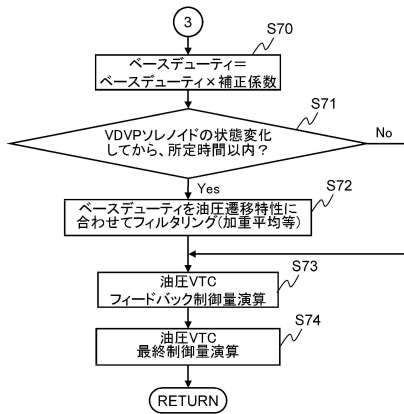 3
S70
ベースデューティ=
ベースデューティ×補正係数
S71
VDVPソレノイドの状態変化
してから、所定時間以内?
No
Yes
S72
ベースデューティを油圧遷移特性に
合わせてフィルタリング(加重平均等)
S73
油圧VTC
フィードバック制御量演算
S74
油圧VTC
最終制御量演算
RETURN